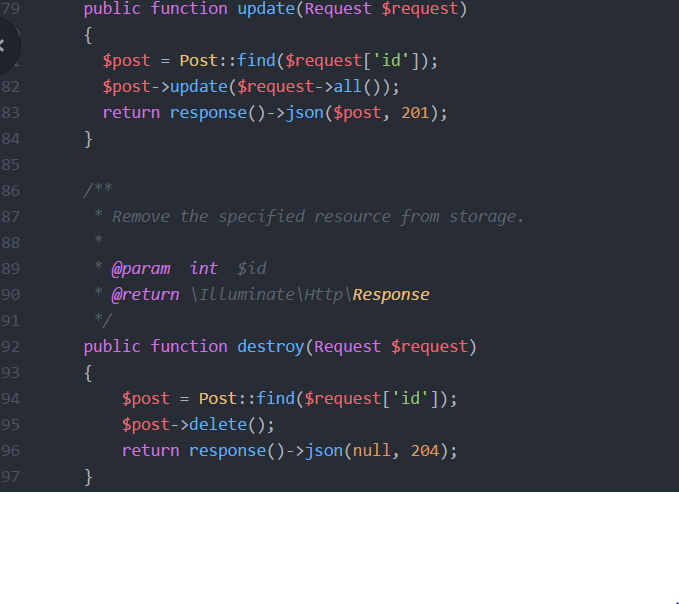 79 public function update(Request $request)
{
$post = Post::find($request['id']);
82 $post->update($request->all());
83 return response()->json($post, 201);
84 }
85
86 /**
87 * Remove the specified resource from storage.
88 *
89 * @param  int  $id
90 * @return \Illuminate\Http\Response
91 */
92 public function destroy(Request $request)
93 {
94 $post = Post::find($request['id']);
95 $post->delete();
96 return response()->json(null, 204);
97 }